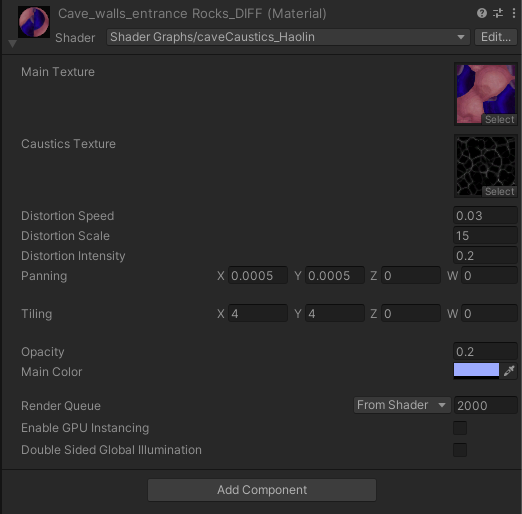 Cave_walls_entrance Rocks_DIFF (Material)
Shader Shader Graphs/caveCaustics_Haolin Edit...
Main Texture
Select
Caustics Texture
Select
Distortion Speed 0.03
Distortion Scale 15
Distortion Intensity 0.2
Panning X 0.0005 Y 0.0005 Z 0 W 0
Tiling X 4 Y 4 Z 0 W 0
Opacity 0.2
Main Color
Render Queue From Shader 2000
Enable GPU Instancing
Double Sided Global Illumination
Add Component